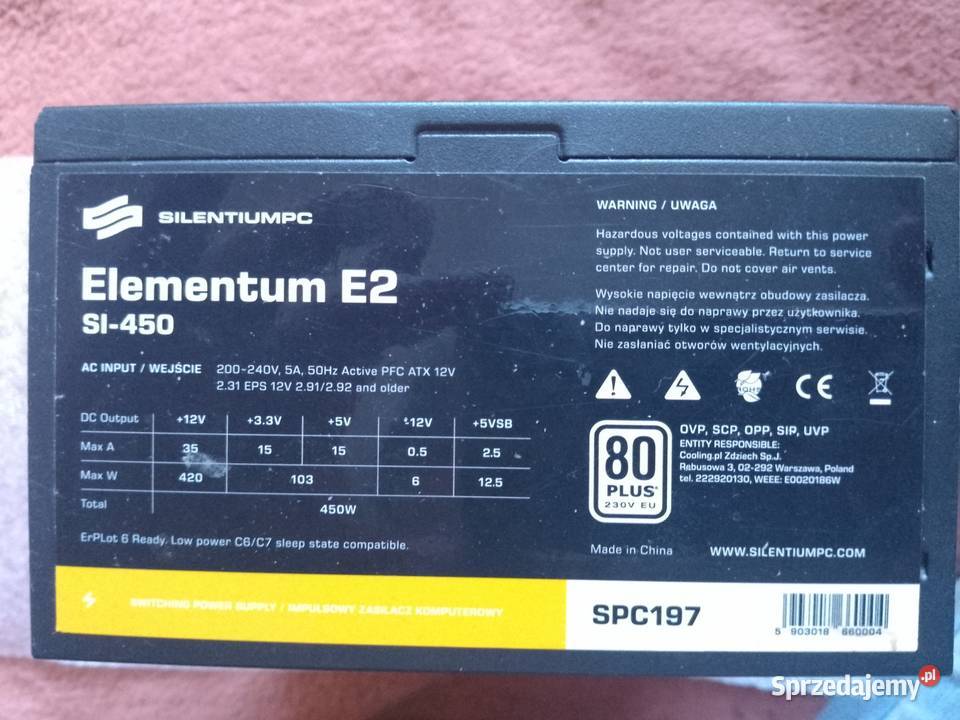 SILENTIUMPC
Elementum E2
SI-450
AC INPUT / WEJŚCIE 200-240V, 5A, 50Hz Active PFC ATX 12V
2.31 EPS 12V 2.91/2.92 and older
DC Output +12V +3.3V +5V -12V +5VSB
Max A 35 15 15 0.5 2.5
Max W 420 103 6 12.5
Total 450W
ErPLot 6 Ready. Low power C6/C7 sleep state compatible.
WARNING / UWAGA
Hazardous voltages contained with this power
supply. Not user serviceable. Return to service
center for repair. Do not cover air vents.
Wysokie napięcie wewnątrz obudowy zasilacza.
Nie nadaje się do naprawy przez użytkownika.
Do naprawy tylko w specjalistycznym serwisie.
Nie zasłaniać otworów wentylacyjnych.
RoHS
CE
80
PLUS
230V EU
OVP, SCP, OPP, SIP, UVP
ENTITY RESPONSIBLE:
Cooling.pl Zdziech Sp.J.
Rabusowa 3, 02-292 Warszawa, Poland
tel. 222920130, WEEE: E0020186W
Made in China WWW.SILENTIUMPC.COM
SWITCHING POWER SUPPLY / IMPULSOWY ZASILACZ KOMPUTEROWY
SPC197
5 903018 660004
Sprzedajemy.pl